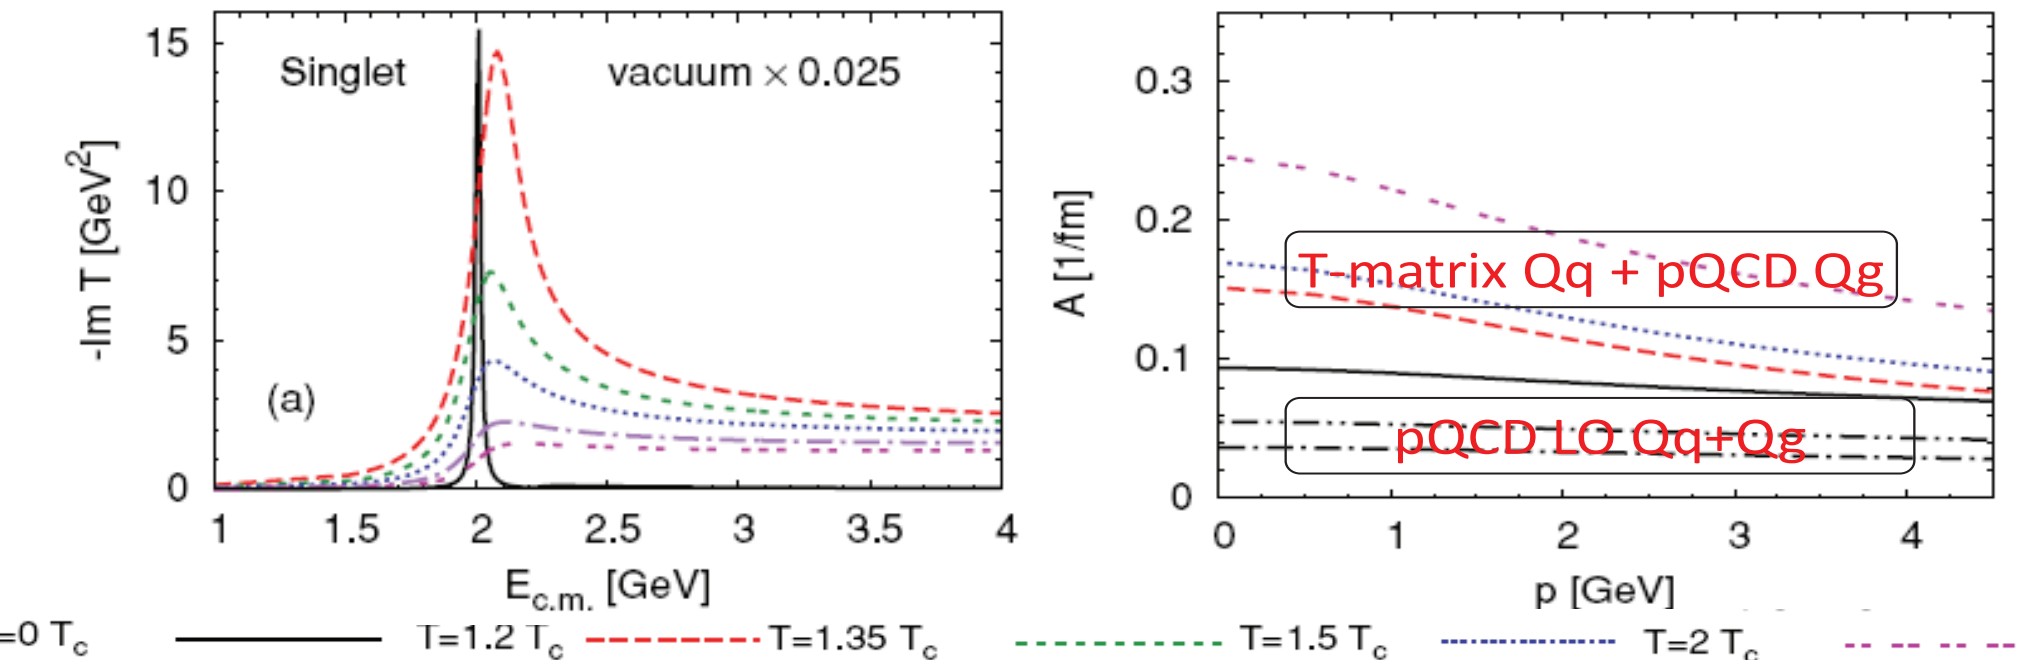 Singlet
vacuum × 0.025
(a)
-Im T [GeV²]
15
10
5
0
1 1.5 2 2.5 3 3.5 4
E_c.m. [GeV]
A [1/fm]
0.3
0.2
0.1
0
T-matrix Qq + pQCD Qg
pQCD LO Qq+Qg
0 1 2 3 4
p [GeV]
=0 T_c T=1.2 T_c T=1.35 T_c T=1.5 T_c T=2 T_c